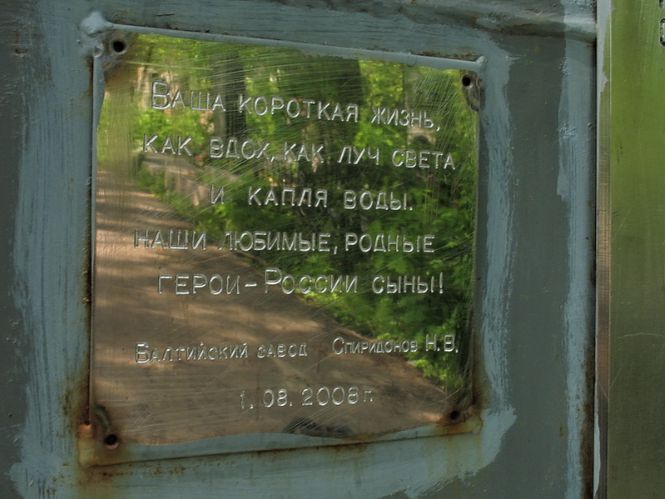 Ваша короткая жизнь,
как вдох, как луч света
и капля воды.
Наши любимые, родные
герои – России сыны!
Балтийский завод Спиридонов Н.В.
1.08.2008 г.